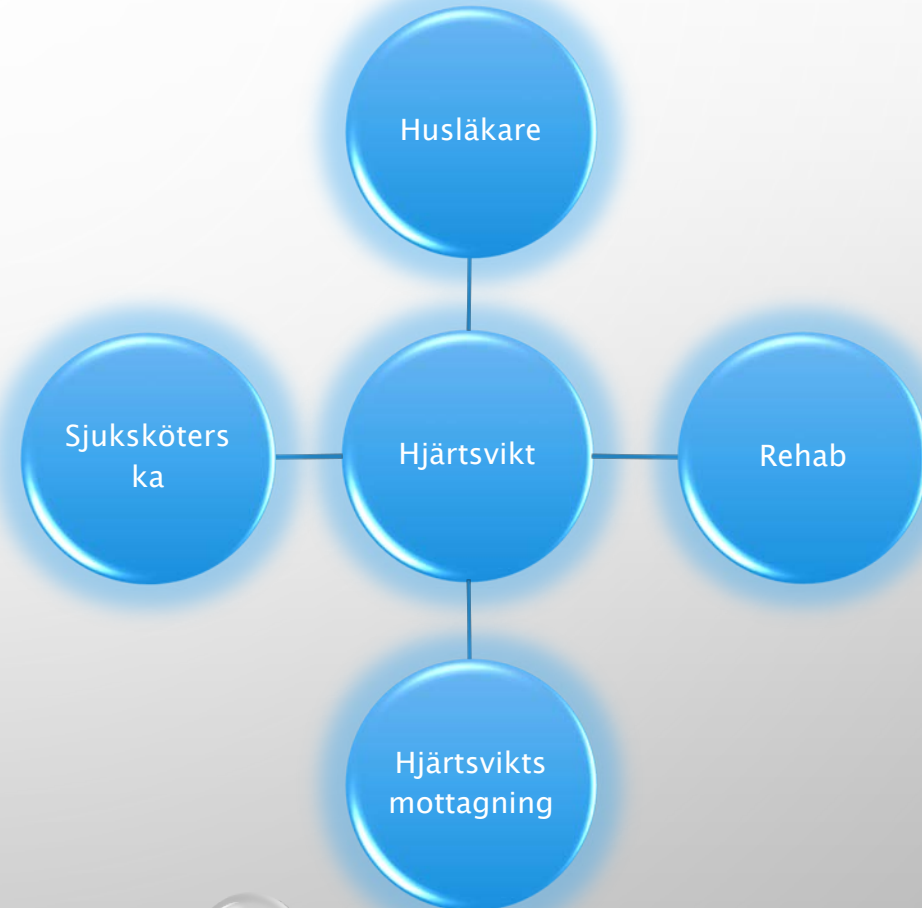 Husläkare
Sjuksköters
ka
Hjärtsvikt
Rehab
Hjärtsvikts
mottagning